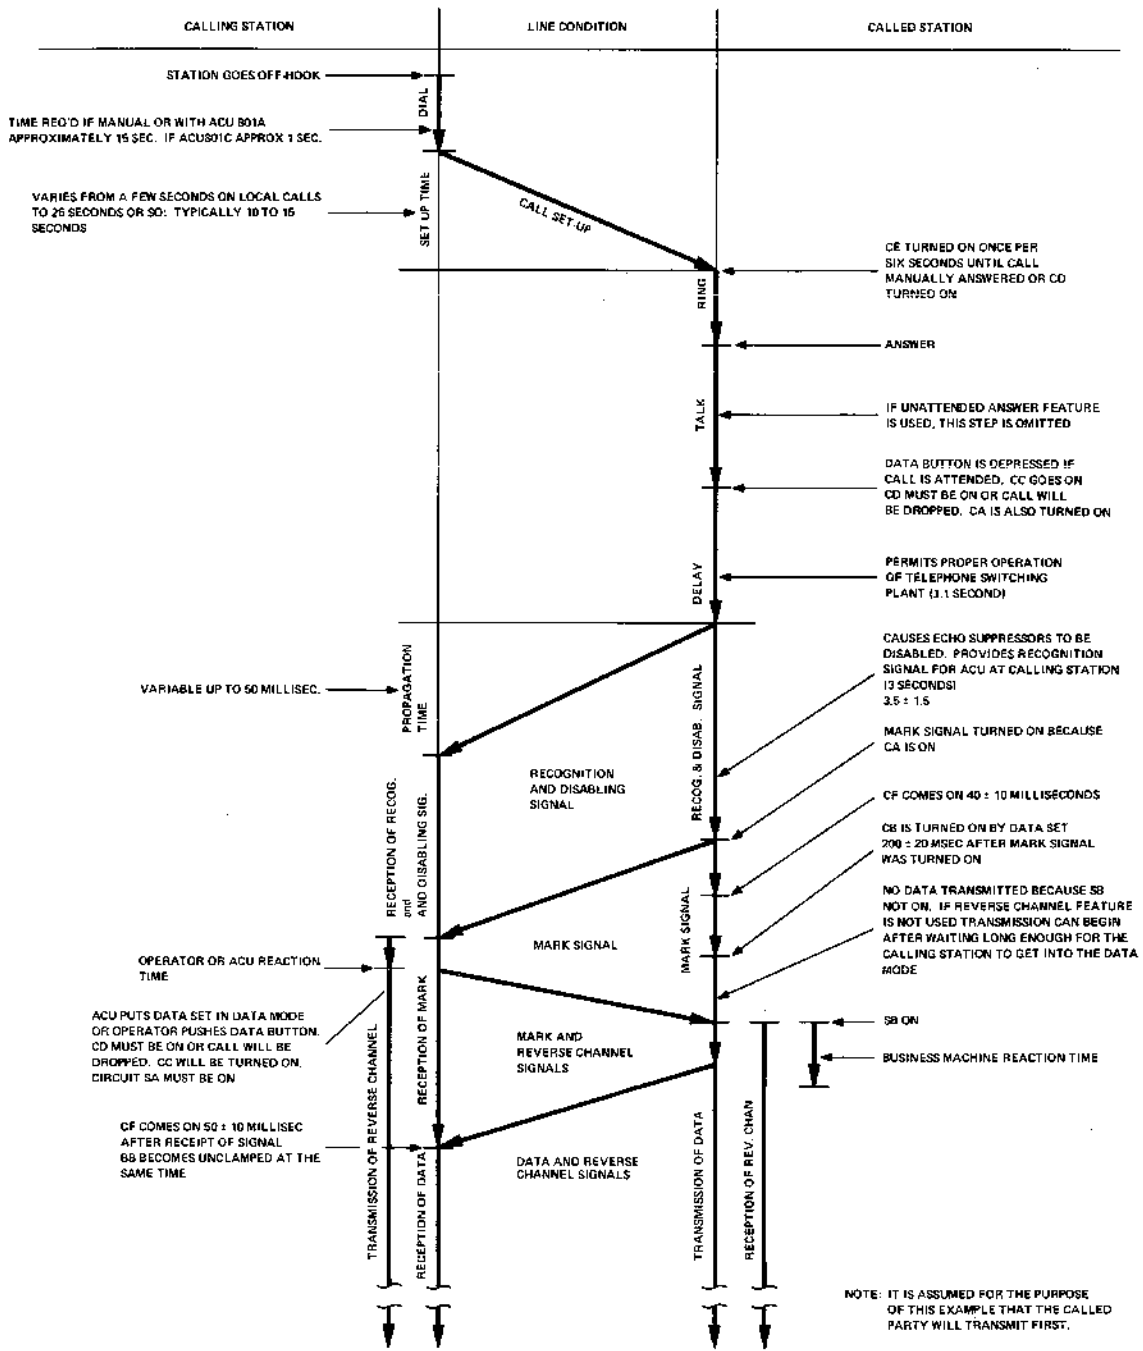 CALLING STATION
LINE CONDITION
CALLED STATION
STATION GOES OFF-HOOK
DIAL
TIME REQ'D IF MANUAL OR WITH ACU 801A
APPROXIMATELY 15 SEC. IF ACU801C APPROX 1 SEC.
VARIES FROM A FEW SECONDS ON LOCAL CALLS
TO 25 SECONDS OR SO: TYPICALLY 10 TO 15
SECONDS
SET UP TIME
CALL SET-UP
CE TURNED ON ONCE PER
SIX SECONDS UNTIL CALL
MANUALLY ANSWERED OR CD
TURNED ON
RING
ANSWER
TALK
IF UNATTENDED ANSWER FEATURE
IS USED, THIS STEP IS OMITTED
DATA BUTTON IS DEPRESSED IF
CALL IS ATTENDED. CC GOES ON
CD MUST BE ON OR CALL WILL
BE DROPPED. CA IS ALSO TURNED ON
DELAY
PERMITS PROPER OPERATION
OF TELEPHONE SWITCHING
PLANT (1.1 SECOND)
VARIABLE UP TO 50 MILLISEC.
PROPAGATION
TIME
RECOG. & DISAB. SIGNAL
CAUSES ECHO SUPPRESSORS TO BE
DISABLED. PROVIDES RECOGNITION
SIGNAL FOR ACU AT CALLING STATION
(3 SECONDS)
3.5 ± 1.5
RECOGNITION
AND DISABLING
SIGNAL
MARK SIGNAL TURNED ON BECAUSE
CA IS ON
RECEPTION OF RECOG.
and
AND DISABLING SIG.
CF COMES ON 40 ± 10 MILLISECONDS
CB IS TURNED ON BY DATA SET
200 ± 20 MSEC AFTER MARK SIGNAL
WAS TURNED ON
MARK SIGNAL
MARK SIGNAL
NO DATA TRANSMITTED BECAUSE SB
NOT ON. IF REVERSE CHANNEL FEATURE
IS NOT USED TRANSMISSION CAN BEGIN
AFTER WAITING LONG ENOUGH FOR THE
CALLING STATION TO GET INTO THE DATA
MODE
OPERATOR OR ACU REACTION
TIME
ACU PUTS DATA SET IN DATA MODE
OR OPERATOR PUSHES DATA BUTTON.
CD MUST BE ON OR CALL WILL BE
DROPPED. CC WILL BE TURNED ON.
CIRCUIT SA MUST BE ON
TRANSMISSION OF REVERSE CHANNEL
RECEPTION OF MARK
MARK AND
REVERSE CHANNEL
SIGNALS
SB ON
BUSINESS MACHINE REACTION TIME
CF COMES ON 50 ± 10 MILLISEC
AFTER RECEIPT OF SIGNAL
BB BECOMES UNCLAMPED AT THE
SAME TIME
RECEPTION OF DATA
DATA AND REVERSE
CHANNEL SIGNALS
TRANSMISSION OF DATA
RECEPTION OF REV. CHAN
NOTE: IT IS ASSUMED FOR THE PURPOSE
OF THIS EXAMPLE THAT THE CALLED
PARTY WILL TRANSMIT FIRST.